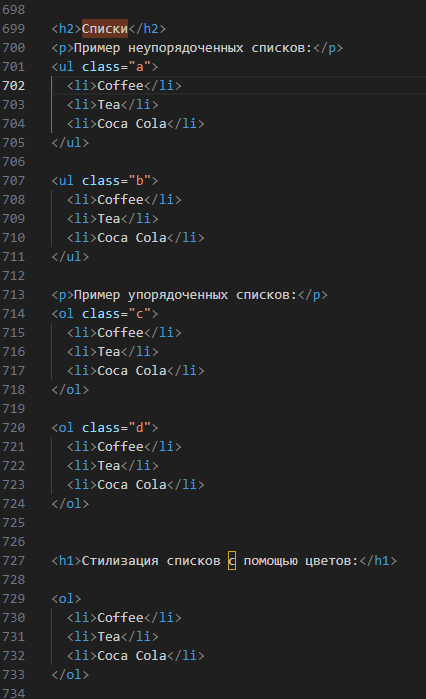 698
699 <h2>Списки</h2>
700 <p>Пример неупорядоченных списков:</p>
701 <ul class="a">
702 <li>Coffee</li>
703 <li>Tea</li>
704 <li>Coca Cola</li>
705 </ul>
706
707 <ul class="b">
708 <li>Coffee</li>
709 <li>Tea</li>
710 <li>Coca Cola</li>
711 </ul>
712
713 <p>Пример упорядоченных списков:</p>
714 <ol class="c">
715 <li>Coffee</li>
716 <li>Tea</li>
717 <li>Coca Cola</li>
718 </ol>
719
720 <ol class="d">
721 <li>Coffee</li>
722 <li>Tea</li>
723 <li>Coca Cola</li>
724 </ol>
725
726
727 <h1>Стилизация списков с помощью цветов:</h1>
728
729 <ol>
730 <li>Coffee</li>
731 <li>Tea</li>
732 <li>Coca Cola</li>
733 </ol>
734